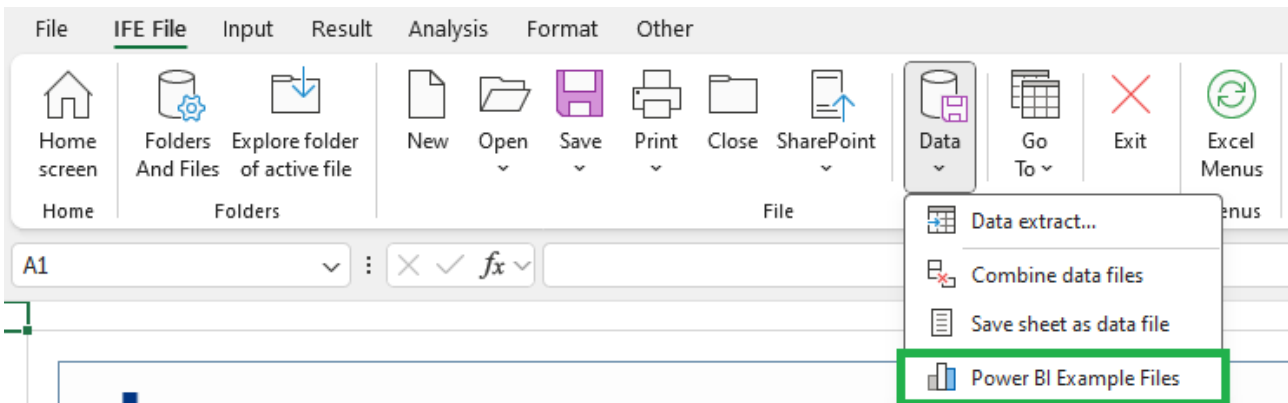 File IFE File Input Result Analysis Format Other
Home screen
Folders And Files
Explore folder of active file
New
Open
Save
Print
Close
SharePoint
Data
Go To
Exit
Excel Menus
Home
Folders
File
enus
Data extract...
Combine data files
Save sheet as data file
Power BI Example Files
A1
fx